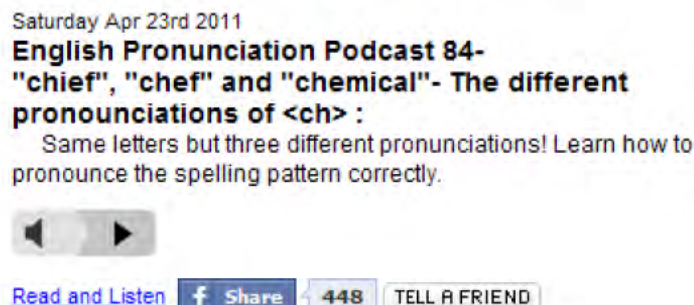 Saturday Apr 23rd 2011
English Pronunciation Podcast 84-
"chief", "chef" and "chemical"- The different
pronounciations of <ch> :
Same letters but three different pronunciations! Learn how to
pronounce the spelling pattern correctly.
Read and Listen f Share 448 TELL A FRIEND